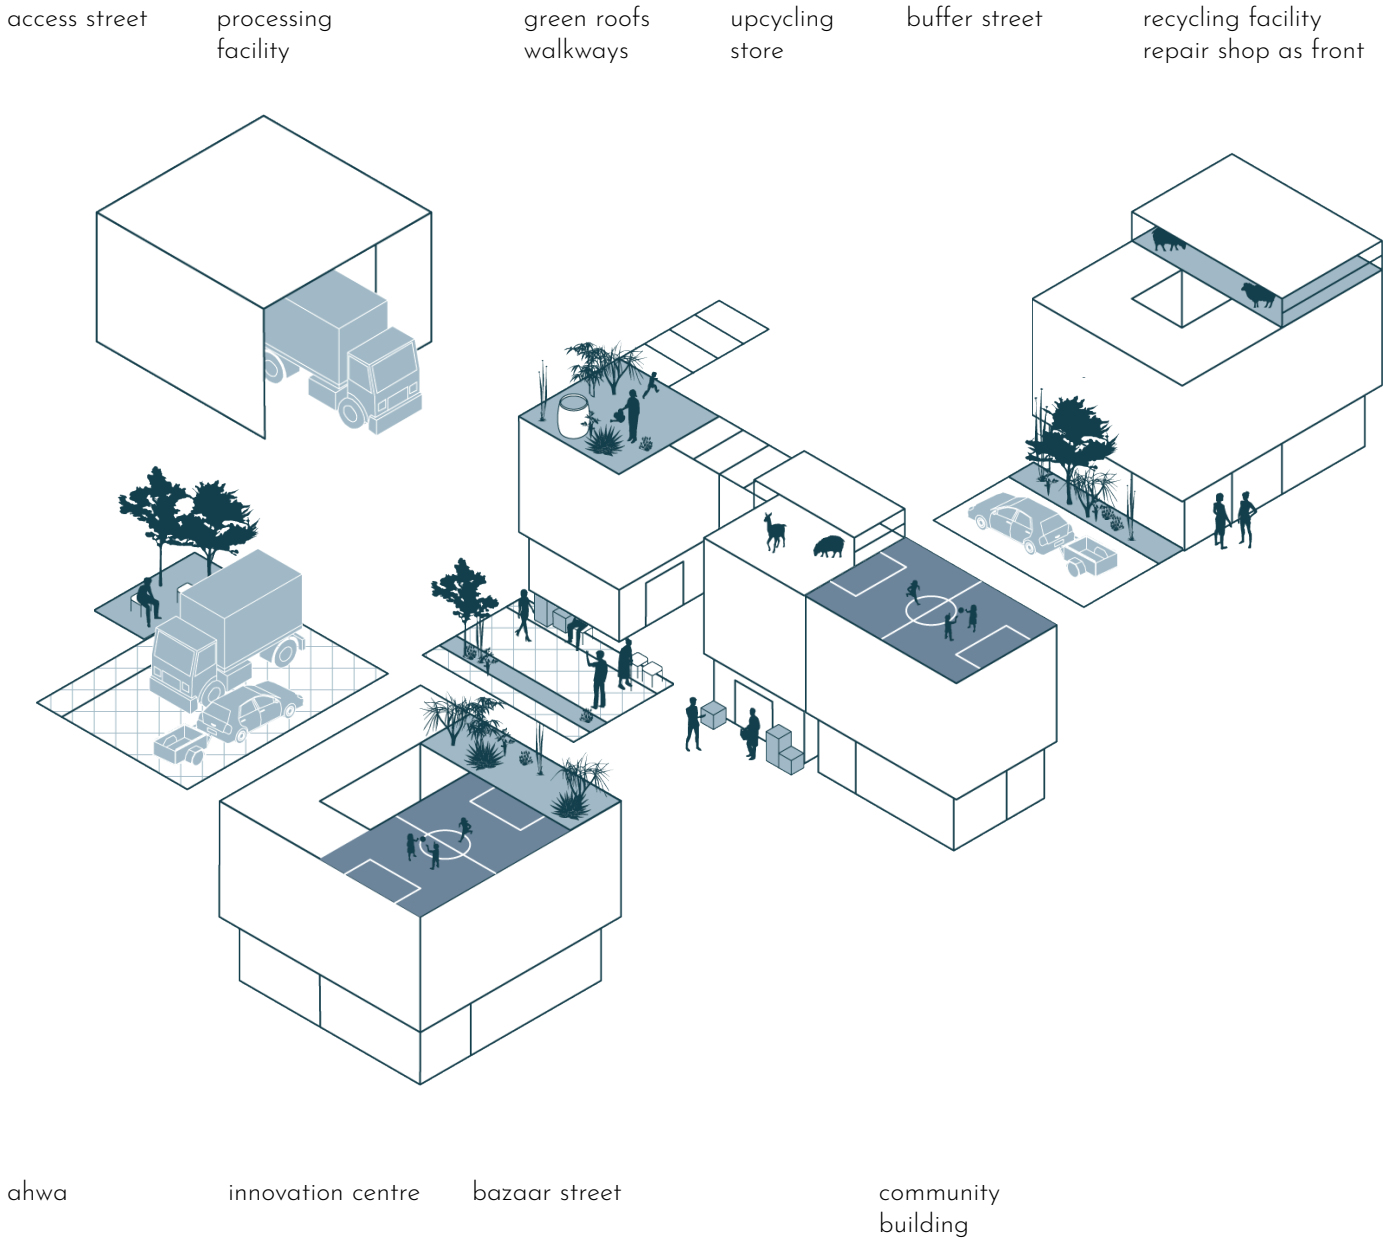 access street
processing
facility
green roofs
walkways
upcycling
store
buffer street
recycling facility
repair shop as front
ahwa
innovation centre
bazaar street
community
building